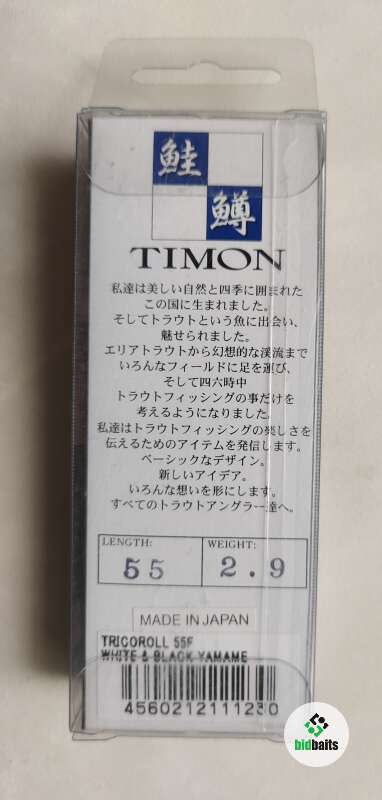 鮭
鱒
TIMON
私達は美しい自然と四季に囲まれた
この国に生まれました。
そしてトラウトという魚に出会い、
魅せられました。
エリアトラウトから幻想的な渓流まで
いろんなフィールドに足を運び、
そして四六時中
トラウトフィッシングの事だけを
考えるようになりました。
私達はトラウトフィッシングの楽しさを
伝えるためのアイテムを発信します。
ベーシックなデザイン。
新しいアイデア。
いろんな想いを形にします。
すべてのトラウトアングラー達へ。
LENGTH: WEIGHT:
55 2.9
MADE IN JAPAN
TRICOROLL 55F
WHITE & BLACK YAMAME
4560212111230
bidbaits